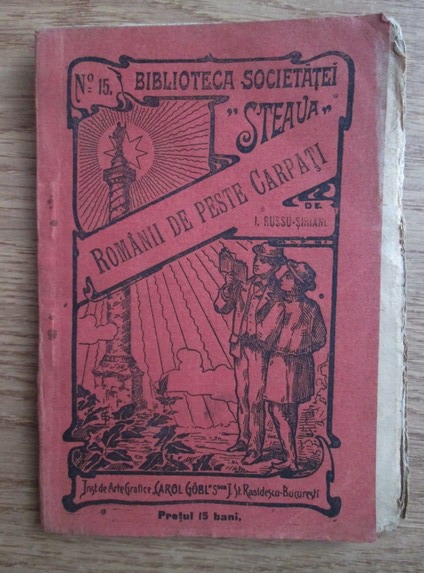 No 15.
BIBLIOTECA SOCIETĂȚEI
"STEAUA"
ROMÂNII DE PESTE CARPAȚI
DE
I. RUSSU-ȘIRIANU
Inst. de Arte Grafice "CAROL GÖBL" Sor I. St. Rasidescu-Bucuresti
Prețul 15 bani.